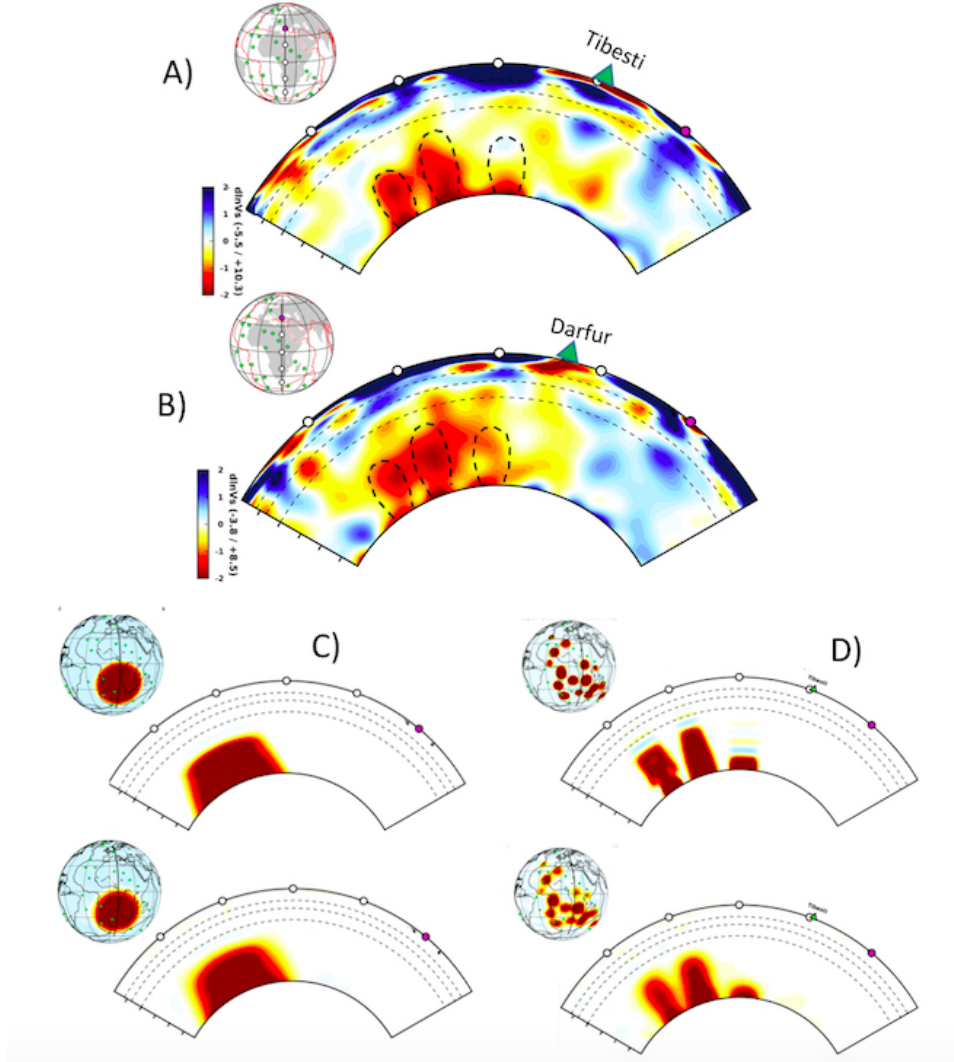 A)
Tibesti
2
1
0
-1
-2
dlnVs (-5.5 / +10.3)
B)
Darfur
2
1
0
-1
-2
dlnVs (-3.8 / +8.5)
C)
D)
Tibesti
Tibesti